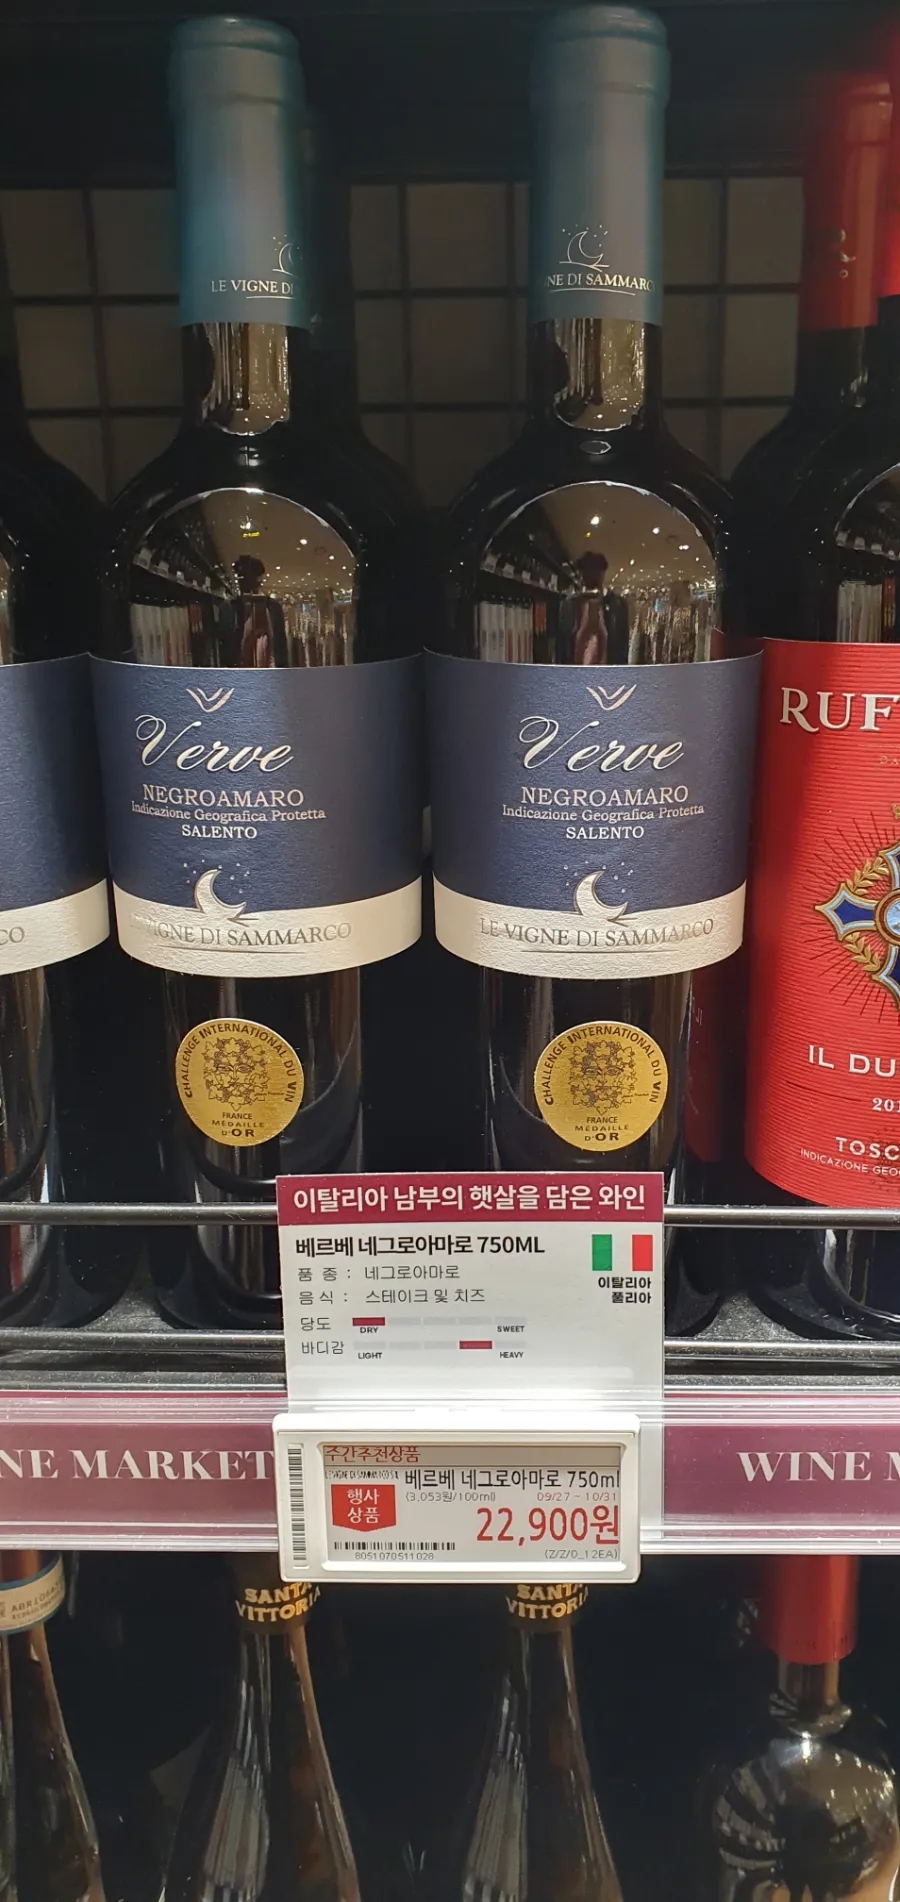 LE VIGNE DI
NE DI SAMMARCO
Verve
NEGROAMARO
Indicazione Geografica Protetta
SALENTO
VIGNE DI SAMMARCO
CHALLENGE INTERNATIONAL DU VIN
FRANCE
MÉDAILLE
D'OR
Verve
NEGROAMARO
Indicazione Geografica Protetta
SALENTO
LE VIGNE DI SAMMARCO
CHALLENGE INTERNATIONAL DU VIN
FRANCE
MÉDAILLE
D'OR
CO
RUF
IL DU
201
TOSC
INDICAZIONE GEO
이탈리아 남부의 햇살을 담은 와인
베르베 네그로아마로 750ML
품 종 : 네그로아마로
음 식 : 스테이크 및 치즈
당도
DRY
SWEET
바디감
LIGHT
HEAVY
이탈리아
풀리아
NE MARKET
WINE M
주간추천상품
베르베 네그로아마로 750ml
(3,053원/100ml) 09/27 ~ 10/31
행사
상품
22,900원
8051070511028
(Z/Z/0_12EA)
SANTA
VITTORIA
SANTA
VITTORIA